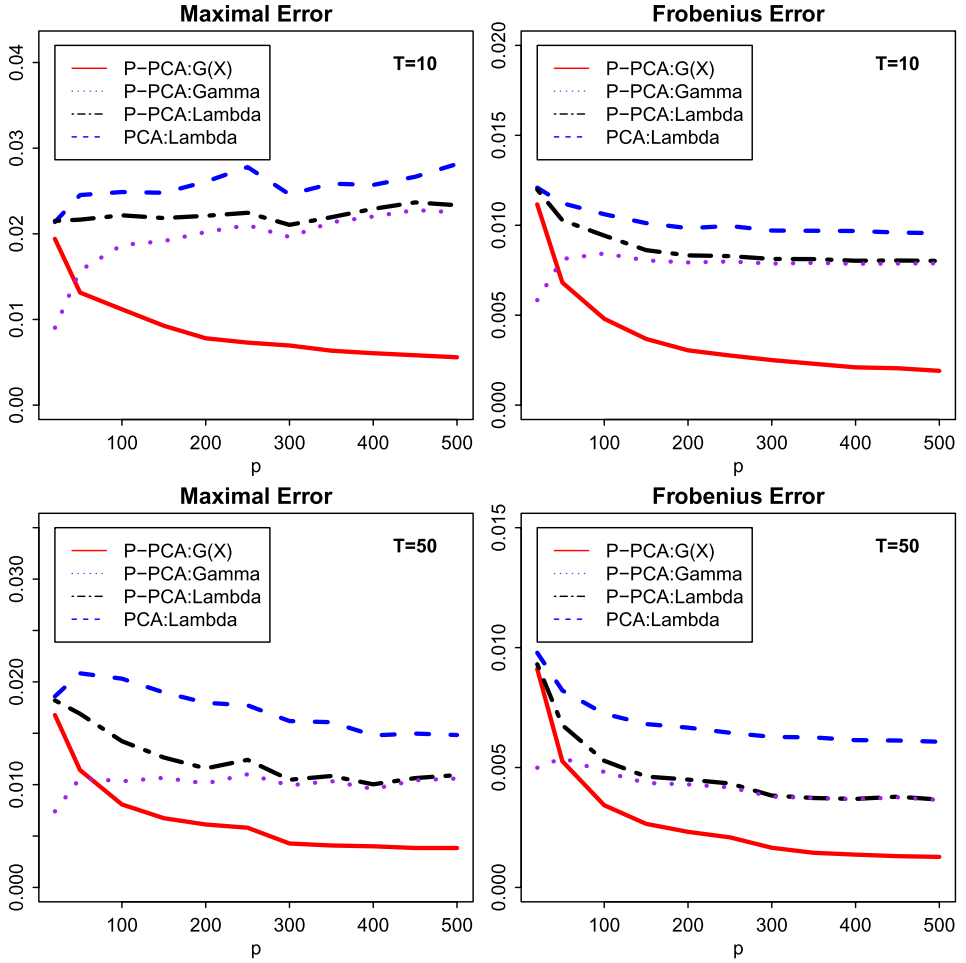 Maximal Error
T=10
P−PCA:G(X)
P−PCA:Gamma
P−PCA:Lambda
PCA:Lambda
0.04
0.03
0.02
0.01
0.00
100 200 300 400 500
p
Frobenius Error
T=10
P−PCA:G(X)
P−PCA:Gamma
P−PCA:Lambda
PCA:Lambda
0.020
0.015
0.010
0.005
0.000
100 200 300 400 500
p
Maximal Error
T=50
P−PCA:G(X)
P−PCA:Gamma
P−PCA:Lambda
PCA:Lambda
0.030
0.020
0.010
0.000
100 200 300 400 500
p
Frobenius Error
T=50
P−PCA:G(X)
P−PCA:Gamma
P−PCA:Lambda
PCA:Lambda
0.015
0.010
0.005
0.000
100 200 300 400 500
p